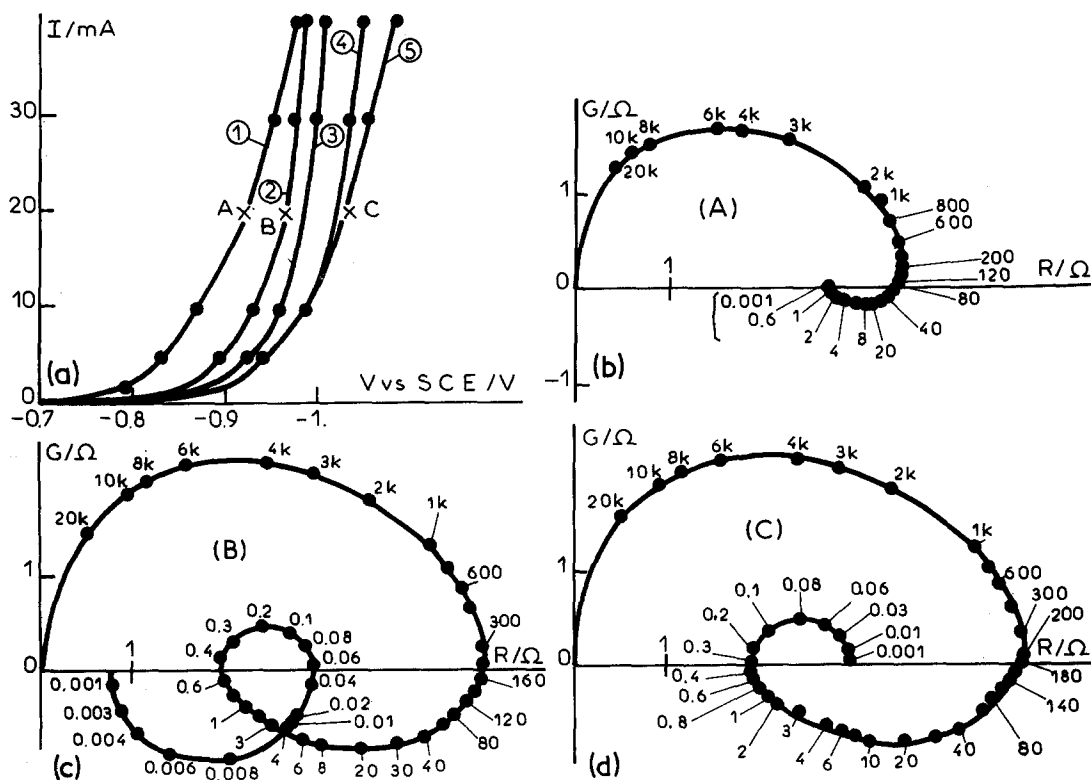 I/mA
30
20
10
0
① ② ③ ④ ⑤
A
B
C
(a)
V vs SCE/V
-0.7 -0.8 -0.9 -1.
G/Ω
1
0
-1
6k 4k 3k
8k
10k
20k
2k
1k
800
600
200
120
80
40
20
8
4
2
1
0.6
0.001
(A)
1
R/Ω
(b)
G/Ω
1
0
6k 4k 3k
8k
10k
20k
2k
1k
600
300
160
120
80
40
30
20
8
6
4
3
1
0.6
0.4
0.3
0.2
0.1
0.08
0.06
0.04
0.02
0.01
0.008
0.006
0.004
0.003
0.001
(B)
1
R/Ω
(c)
G/Ω
1
0
6k 4k 3k
8k
10k
20k
2k
1k
600
300
200
180
140
80
40
20
10
6
4
3
2
1
0.8
0.6
0.4
0.3
0.2
0.1
0.08
0.06
0.03
0.01
0.001
(C)
1
R/Ω
(d)